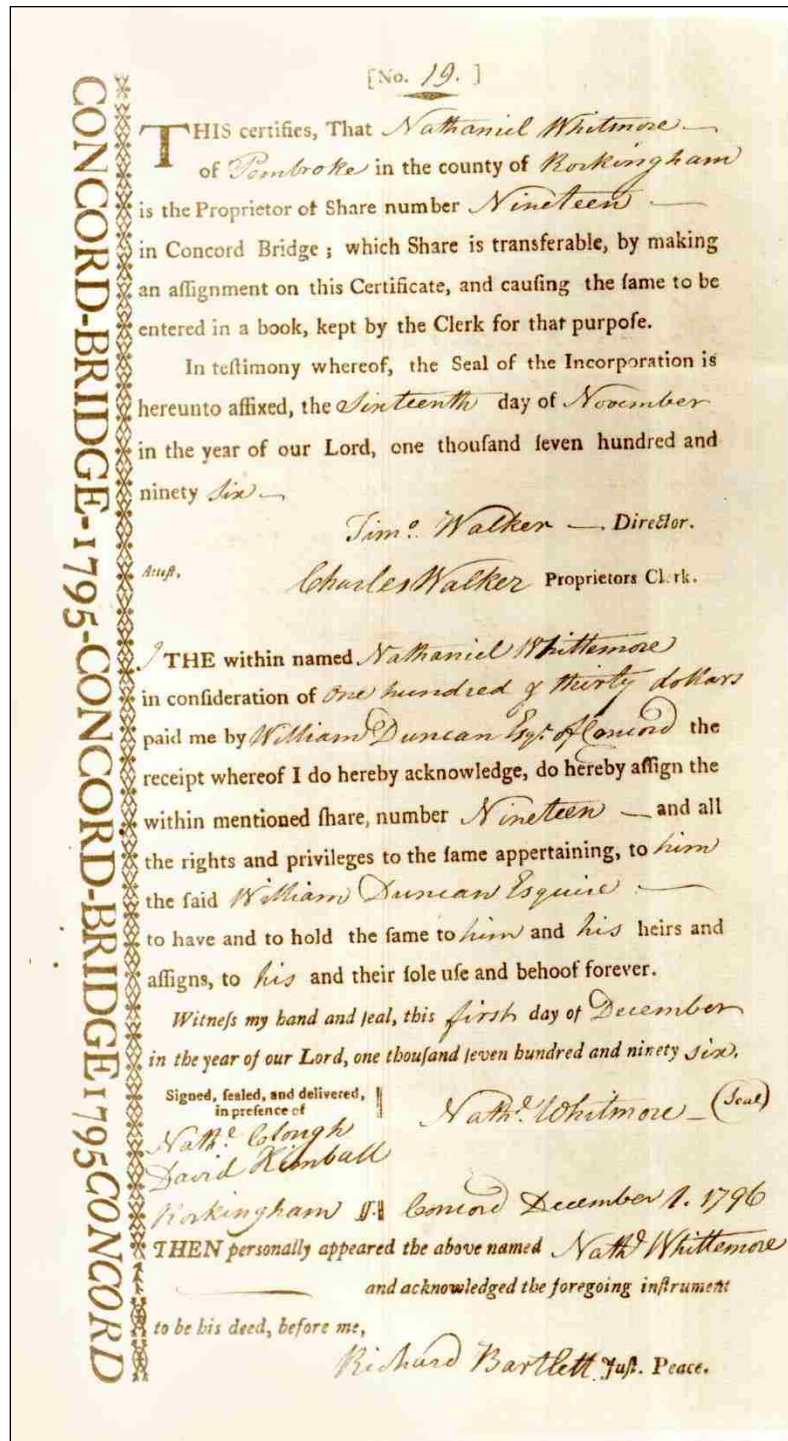 [No. 19. ]
THIS certifies, That Nathaniel Whitmore
of Pembroke in the county of Rockingham
is the Proprietor of Share number Nineteen
in Concord Bridge ; which Share is transferable, by making
an aſſignment on this Certificate, and cauſing the ſame to be
entered in a book, kept by the Clerk for that purpoſe.
In teſtimony whereof, the Seal of the Incorporation is
hereunto affixed, the Sixteenth day of November
in the year of our Lord, one thouſand ſeven hundred and
ninety six
Timo. Walker — Director.
Atteſt,
Charles Walker Proprietors Clerk.
I THE within named Nathaniel Whittemore
in conſideration of One hundred & thirty dollars
paid me by William Duncan Esqr. of Concord the
receipt whereof I do hereby acknowledge, do hereby aſſign the
within mentioned ſhare, number Nineteen — and all
the rights and privileges to the ſame appertaining, to him
the ſaid William Duncan Esquire
to have and to hold the ſame to him and his heirs and
aſſigns, to his and their ſole uſe and behoof forever.
Witneſs my hand and ſeal, this first day of December
in the year of our Lord, one thouſand ſeven hundred and ninety six.
Signed, ſealed, and delivered,
in preſence of
Nathl. Whitmore — (Seal)
Nathl. Clough
David Kimball
Rockingham ſſ. Concord December 1. 1796
THEN perſonally appeared the above named Nathl Whittemore
and acknowledged the foregoing inſtrument
to be his deed, before me,
Richard Bartlett Juſt. Peace.
CONCORD-BRIDGE-1795-CONCORD-BRIDGE1795CONCORD